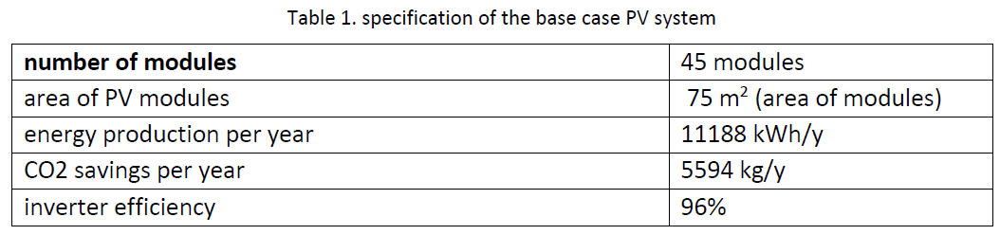 Table 1. specification of the base case PV system
number of modules 45 modules
area of PV modules 75 m² (area of modules)
energy production per year 11188 kWh/y
CO2 savings per year 5594 kg/y
inverter efficiency 96%